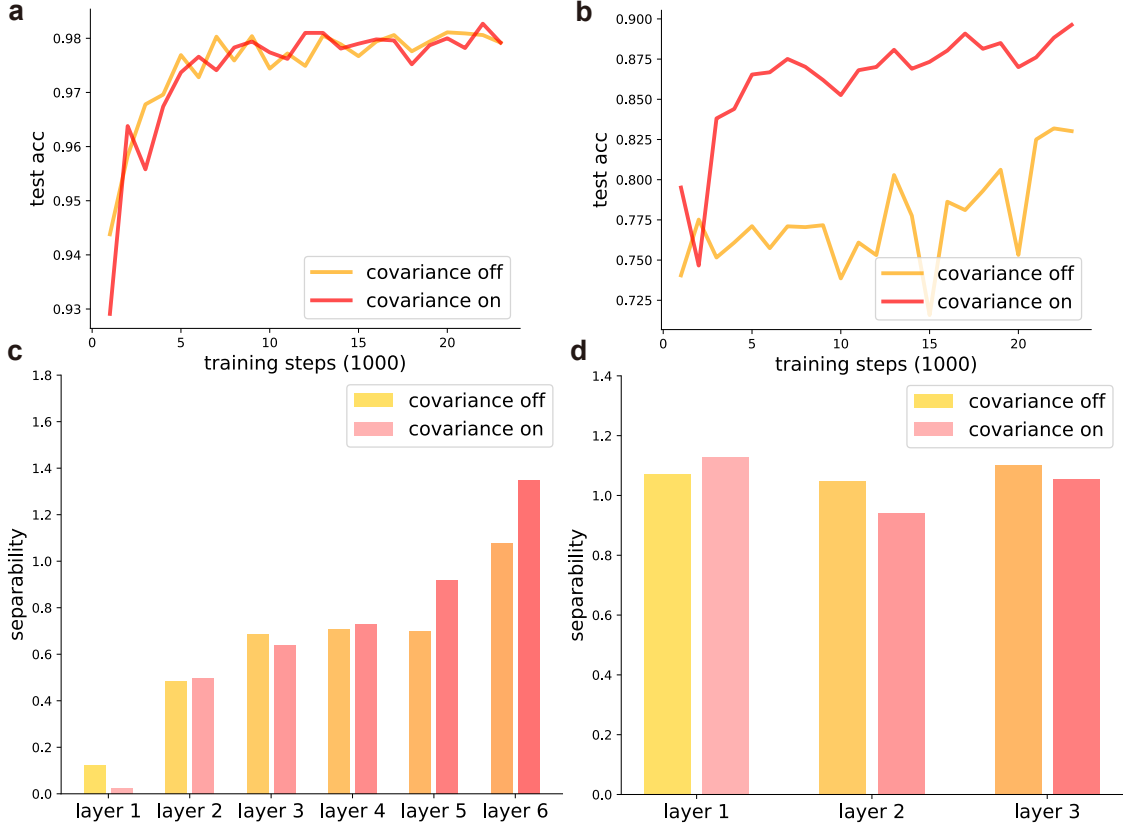 a
test acc
0.98
0.97
0.96
0.95
0.94
0.93
0
5
10
15
20
training steps (1000)
covariance off
covariance on
b
test acc
0.900
0.875
0.850
0.825
0.800
0.775
0.750
0.725
0
5
10
15
20
training steps (1000)
covariance off
covariance on
c
separability
1.8
1.6
1.4
1.2
1.0
0.8
0.6
0.4
0.2
0.0
layer 1
layer 2
layer 3
layer 4
layer 5
layer 6
covariance off
covariance on
d
separability
1.4
1.2
1.0
0.8
0.6
0.4
0.2
0.0
layer 1
layer 2
layer 3
covariance off
covariance on